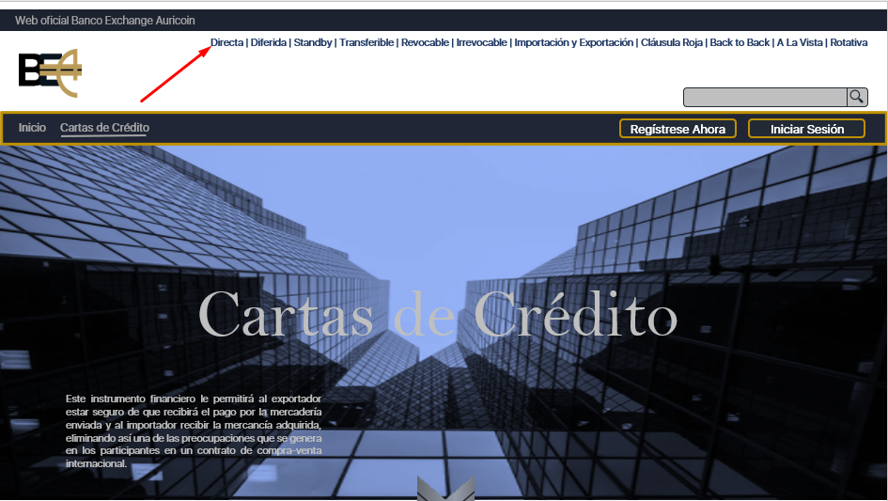 Web oficial Banco Exchange Auricoin
Directa | Diferida | Standby | Transferible | Revocable | Irrevocable | Importación y Exportación | Cláusula Roja | Back to Back | A La Vista | Rotativa
BEA
Inicio
Cartas de Crédito
Regístrese Ahora
Iniciar Sesión
Cartas de Crédito
Este instrumento financiero le permitirá al exportador
estar seguro de que recibirá el pago por la mercadería
enviada y al importador recibir la mercancía adquirida,
eliminando así una de las preocupaciones que se genera
en los participantes en un contrato de compra-venta
internacional.